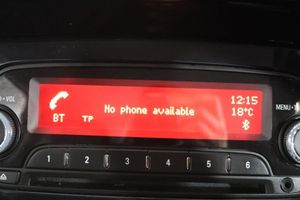 12:15
- VOL
No phone available
18°C
MENU-T
BT
TP
1 2 3 4 5 6